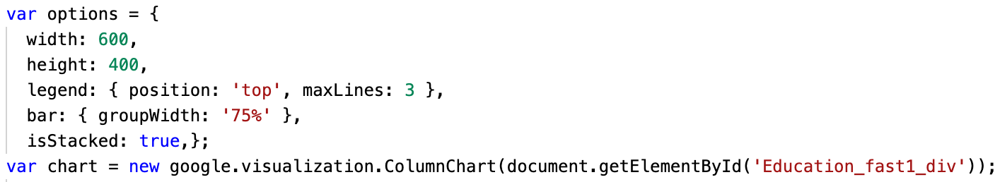 var options = {
  width: 600,
  height: 400,
  legend: { position: 'top', maxLines: 3 },
  bar: { groupWidth: '75%' },
  isStacked: true,};
var chart = new google.visualization.ColumnChart(document.getElementById('Education_fast1_div'));